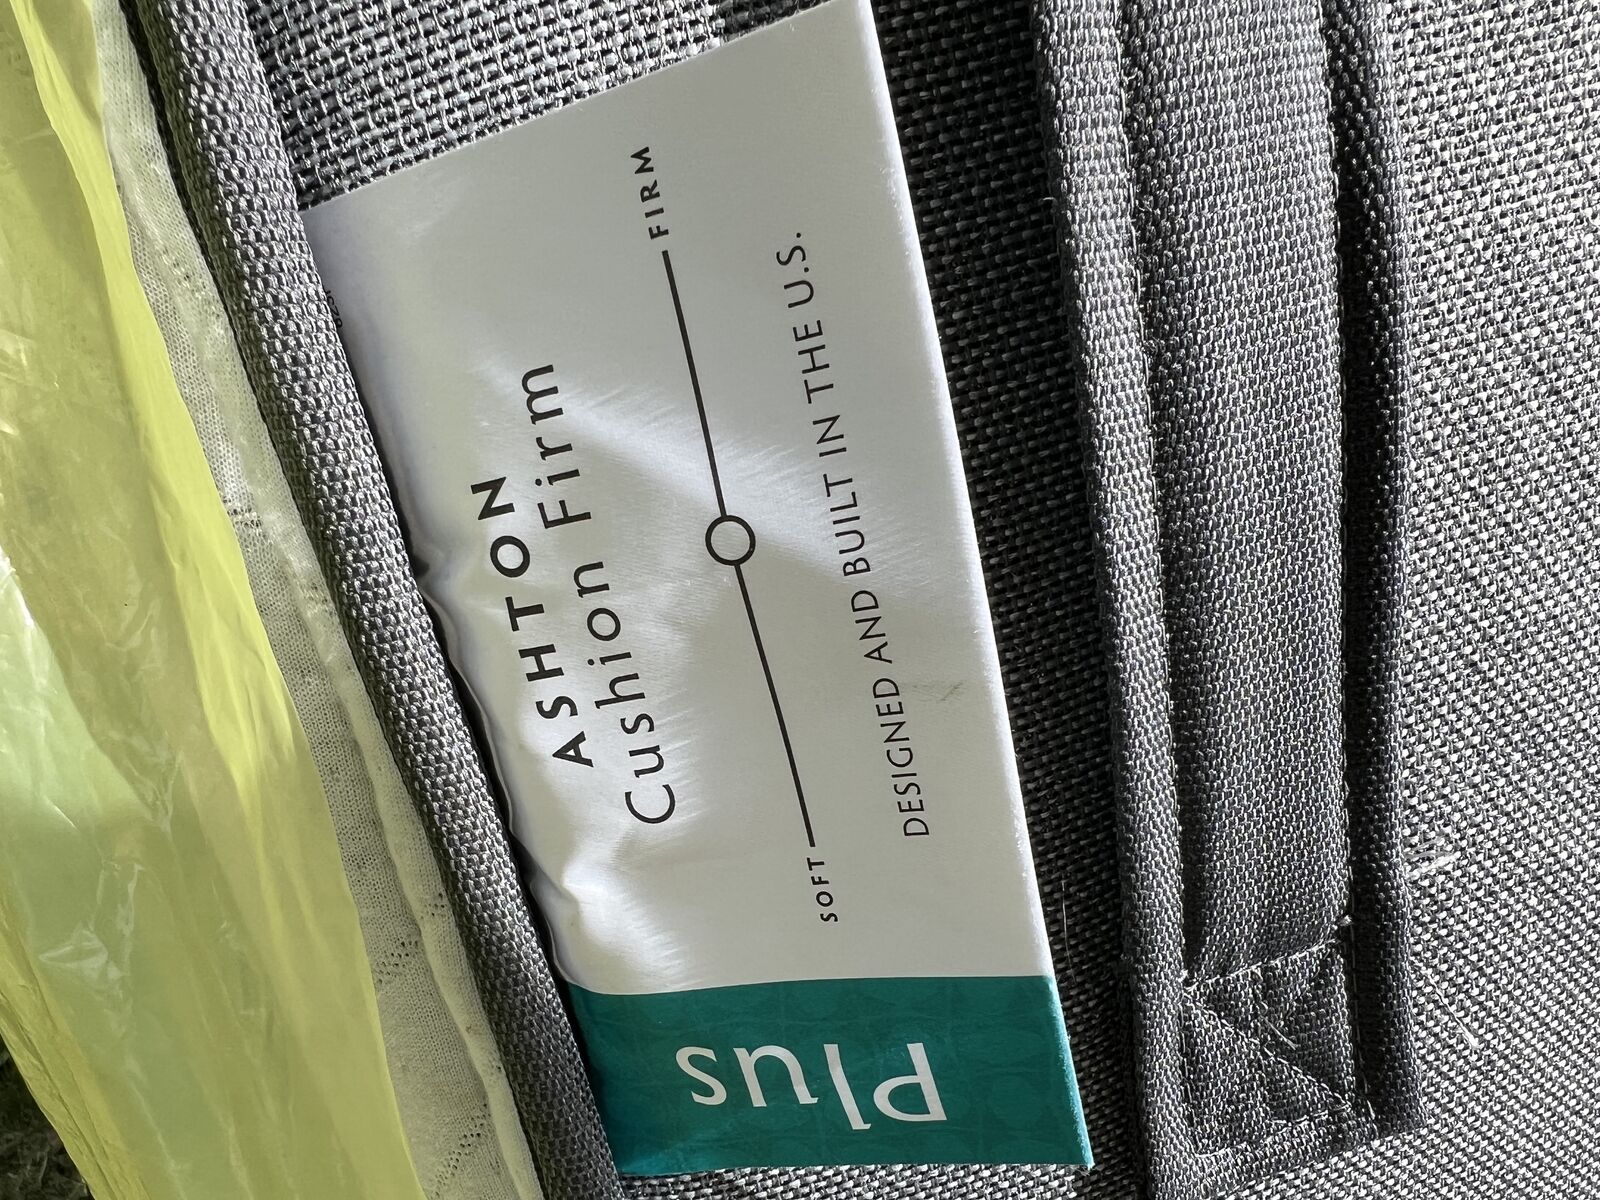 ASHTON
Cushion Firm
SOFT FIRM
DESIGNED AND BUILT IN THE U.S.
Plus